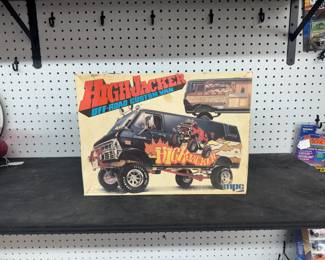 HIGHJACKER
OFF-ROAD CUSTOM VAN
HIGHJACKER
mpc